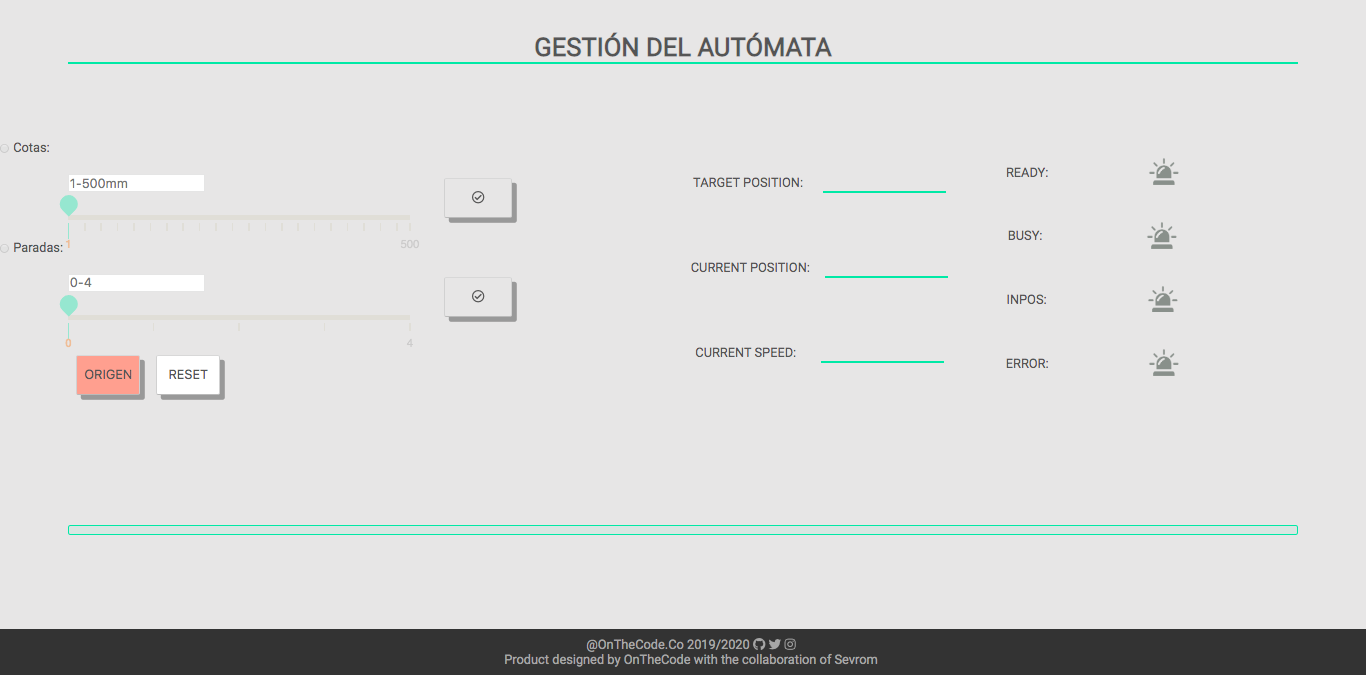 GESTIÓN DEL AUTÓMATA
Cotas:
1-500mm
1
500
Paradas:
0-4
0
4
ORIGEN
RESET
TARGET POSITION:
CURRENT POSITION:
CURRENT SPEED:
READY:
BUSY:
INPOS:
ERROR:
@OnTheCode.Co 2019/2020
Product designed by OnTheCode with the collaboration of Sevrom